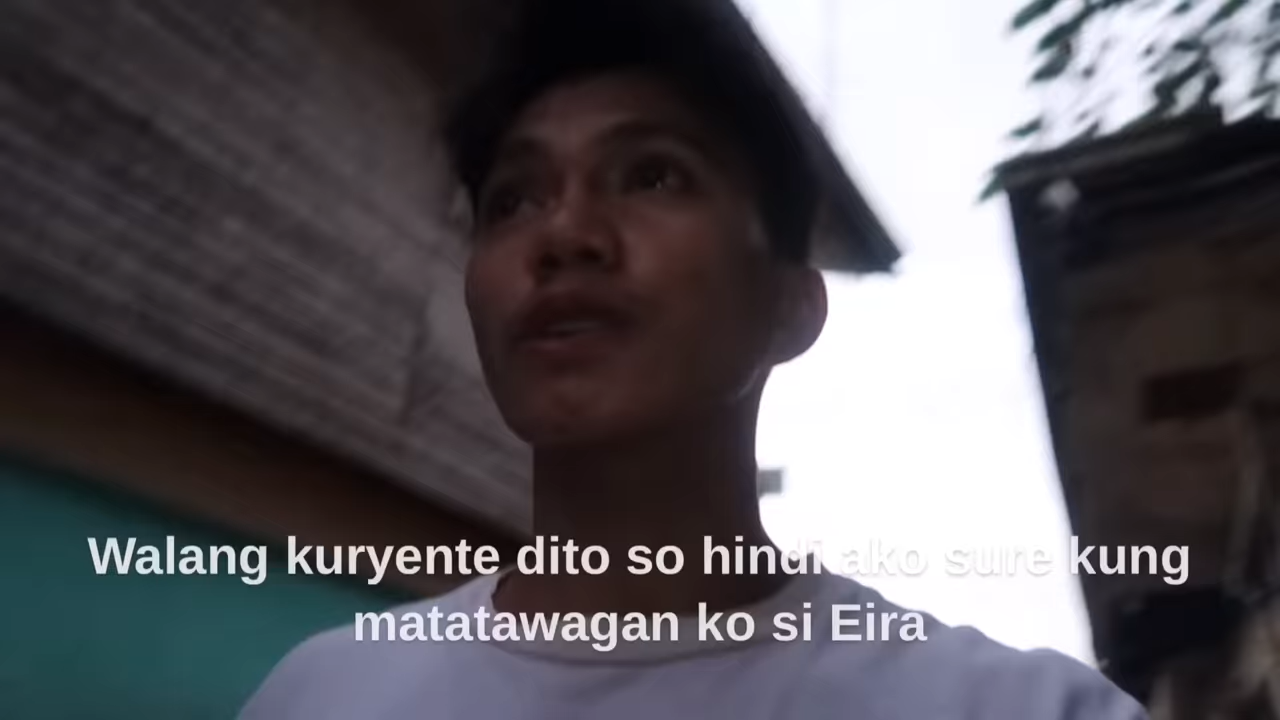 Walang kuryente dito so hindi ako sure kung
matatawagan ko si Eira